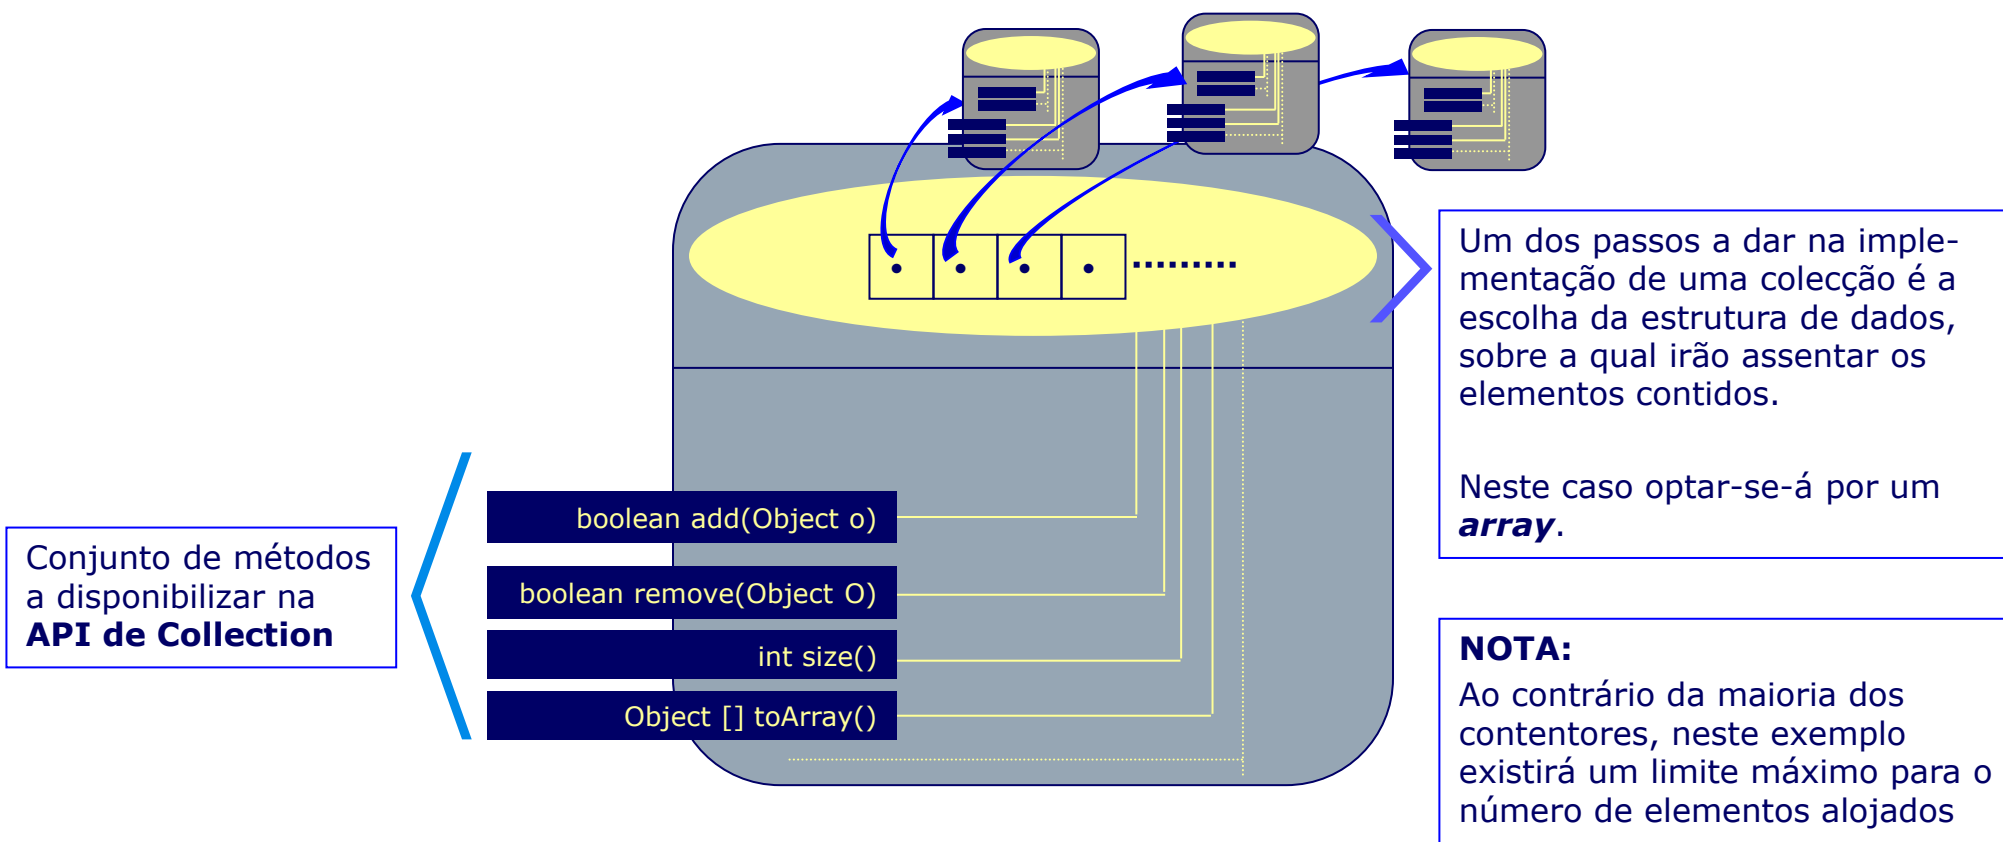 Um dos passos a dar na imple-
mentação de uma colecção é a
escolha da estrutura de dados,
sobre a qual irão assentar os
elementos contidos.
Neste caso optar-se-á por um
array.
boolean add(Object o)
boolean remove(Object O)
int size()
Object [] toArray()
Conjunto de métodos
a disponibilizar na
API de Collection
NOTA:
Ao contrário da maioria dos
contentores, neste exemplo
existirá um limite máximo para o
número de elementos alojados